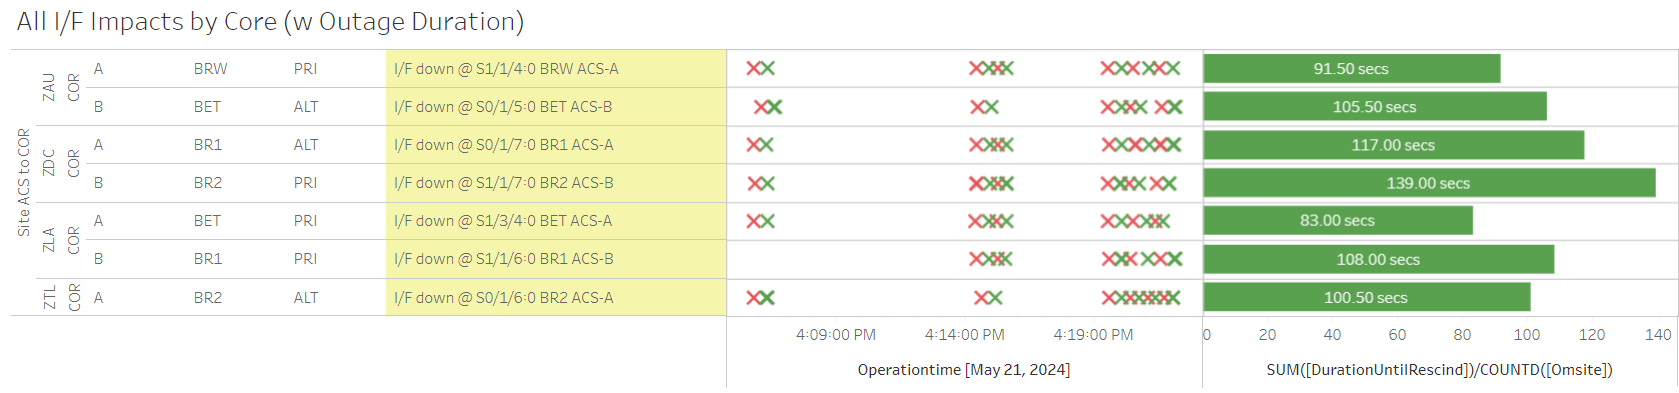 All I/F Impacts by Core (w Outage Duration)
Site ACS to COR
ZAU COR A BRW PRI I/F down @ S1/1/4:0 BRW ACS-A 91.50 secs
B BET ALT I/F down @ S0/1/5:0 BET ACS-B 105.50 secs
ZDC COR A BR1 ALT I/F down @ S0/1/7:0 BR1 ACS-A 117.00 secs
B BR2 PRI I/F down @ S1/1/7:0 BR2 ACS-B 139.00 secs
ZLA COR A BET PRI I/F down @ S1/3/4:0 BET ACS-A 83.00 secs
B BR1 PRI I/F down @ S1/1/6:0 BR1 ACS-B 108.00 secs
ZTL COR A BR2 ALT I/F down @ S0/1/6:0 BR2 ACS-A 100.50 secs
4:09:00 PM 4:14:00 PM 4:19:00 PM 0 20 40 60 80 100 120 140
Operationtime [May 21, 2024] SUM([DurationUntilRescind])/COUNTD([Omsite])